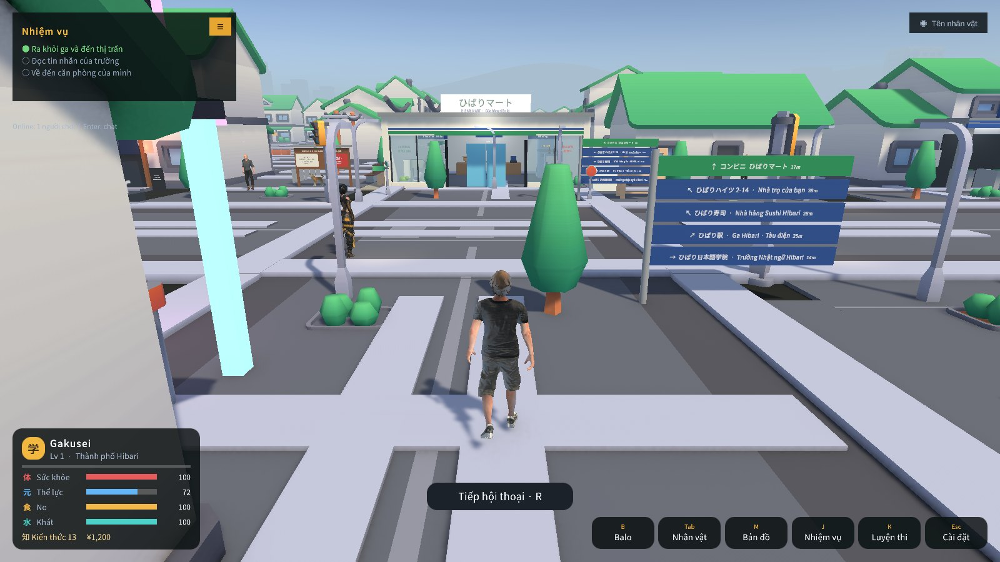 Nhiệm vụ
Ra khỏi ga và đến thị trấn
Đọc tin nhắn của trường
Về đến căn phòng của mình
Online: 1 người chơi | Enter: chat
Tên nhân vật
ひばりマート
HIBARI MART · Cửa hàng tiện lợi
↑ コンビニ ひばりマート 17m
↖ ひばりハイツ 2-14 · Nhà trọ của bạn 39m
↖ ひばり寿司 · Nhà hàng Sushi Hibari 28m
↗ ひばり駅 · Ga Hibari · Tàu điện 25m
→ ひばり日本語学院 · Trường Nhật ngữ Hibari 14m
学
Gakusei
Lv 1 · Thành phố Hibari
体 Sức khỏe 100
元 Thể lực 72
食 No 100
水 Khát 100
知 Kiến thức 13 ¥1,200
Tiếp hội thoại · R
B
Balo
Tab
Nhân vật
M
Bản đồ
J
Nhiệm vụ
K
Luyện thi
Esc
Cài đặt